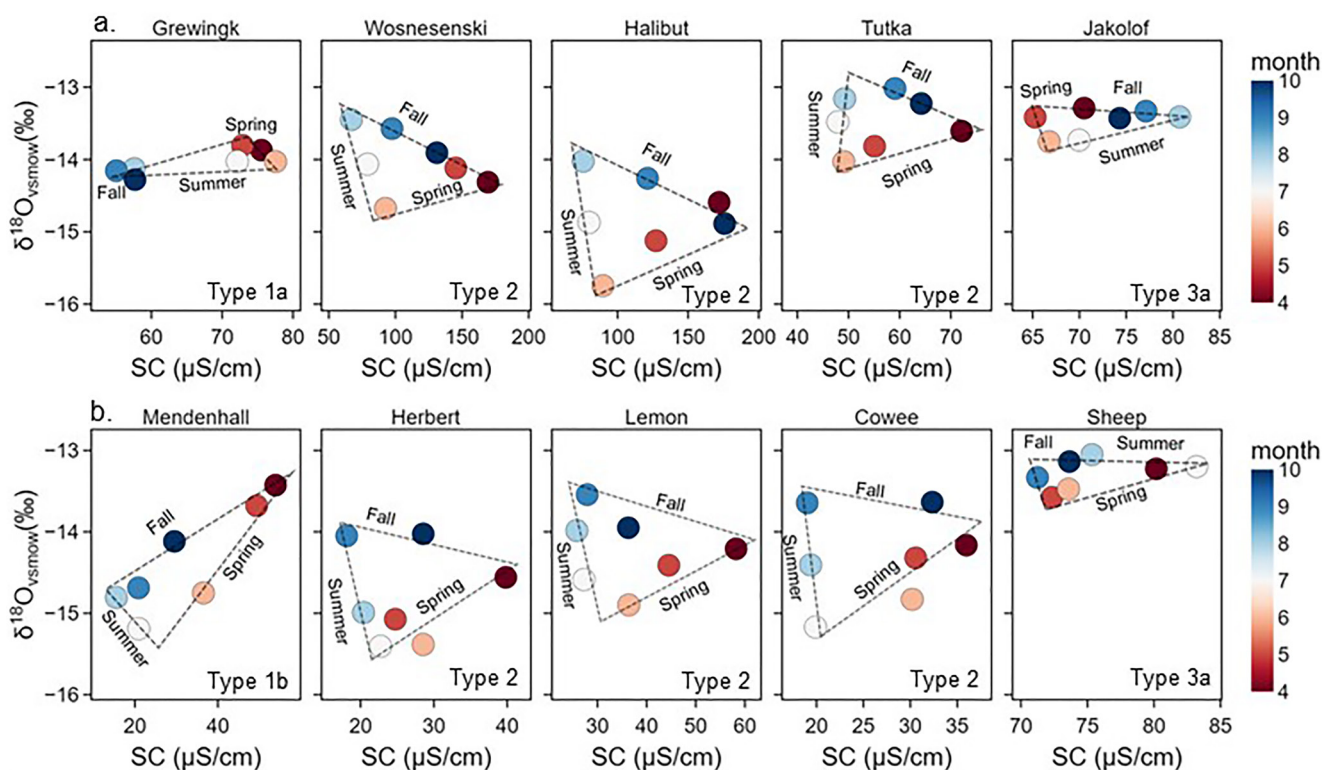 a.
Grewingk Wosnesenski Halibut Tutka Jakolof
δ¹⁸Ovsmow(‰)
−13
−14
−15
−16
Spring
Fall
Summer
Type 1a
60 70 80
SC (µS/cm)
Fall
Summer
Spring
Type 2
50 100 150 200
SC (µS/cm)
Fall
Summer
Spring
Type 2
100 150 200
SC (µS/cm)
Fall
Summer
Spring
Type 2
40 50 60 70
SC (µS/cm)
Spring
Fall
Summer
Type 3a
65 70 75 80 85
SC (µS/cm)
month
10
9
8
7
6
5
4
b.
Mendenhall Herbert Lemon Cowee Sheep
δ¹⁸Ovsmow(‰)
−13
−14
−15
−16
Fall
Spring
Summer
Type 1b
20 40
SC (µS/cm)
Fall
Summer
Spring
Type 2
20 30 40
SC (µS/cm)
Fall
Summer
Spring
Type 2
30 40 50 60
SC (µS/cm)
Fall
Summer
Spring
Type 2
20 25 30 35
SC (µS/cm)
Fall
Summer
Spring
Type 3a
70 75 80 85
SC (µS/cm)
month
10
9
8
7
6
5
4